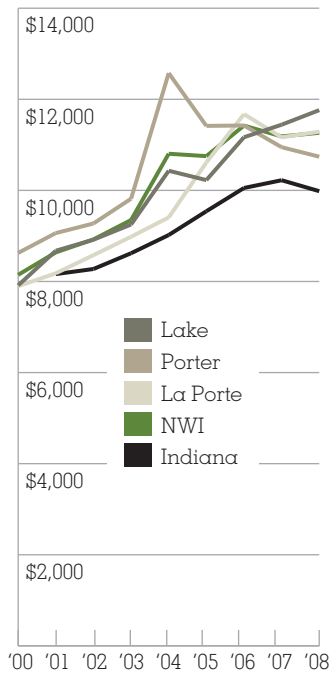 $14,000
$12,000
$10,000
$8,000
Lake
Porter
$6,000
La Porte
NWI
Indiana
$4,000
$2,000
'00 '01 '02 '03 '04 '05 '06 '07 '08